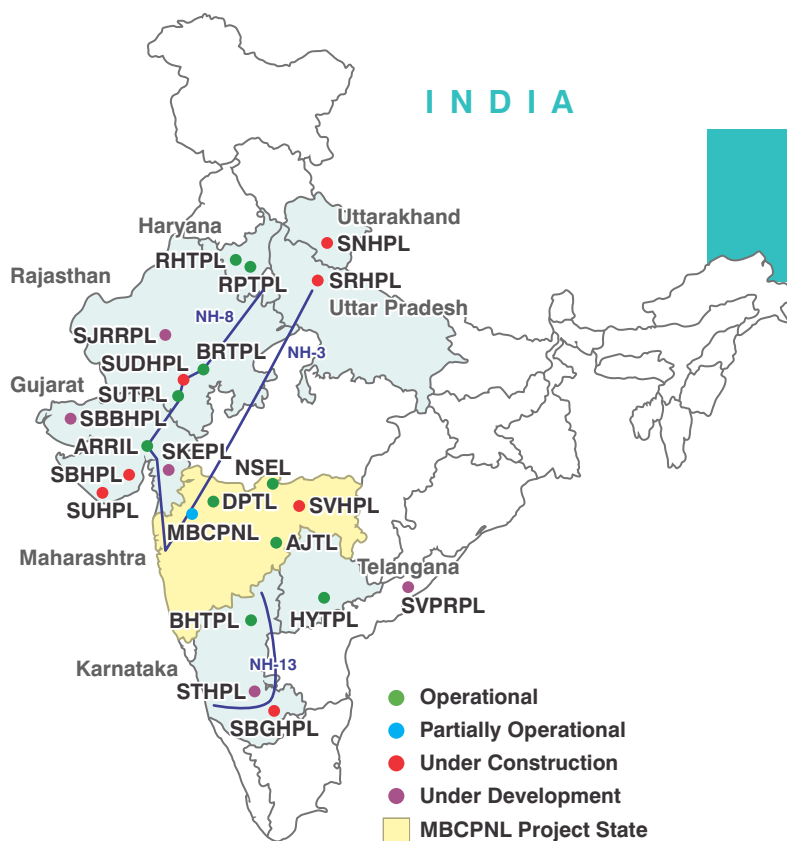 INDIA
Uttarakhand
Haryana
SNHPL
RHTPL
RPTPL
Rajasthan
SRHPL
Uttar Pradesh
NH-8
SJRRPL
BRTPL
NH-3
SUDHPL
Gujarat
SUTPL
SBBHPL
ARRIL
SKEPL
NSEL
SBHPL
DPTL
SVHPL
SUHPL
MBCPNL
AJTL
Maharashtra
Telangana
SVPRPL
BHTPL
HYTPL
Karnataka
NH-13
STHPL
SBGHPL
Operational
Partially Operational
Under Construction
Under Development
MBCPNL Project State